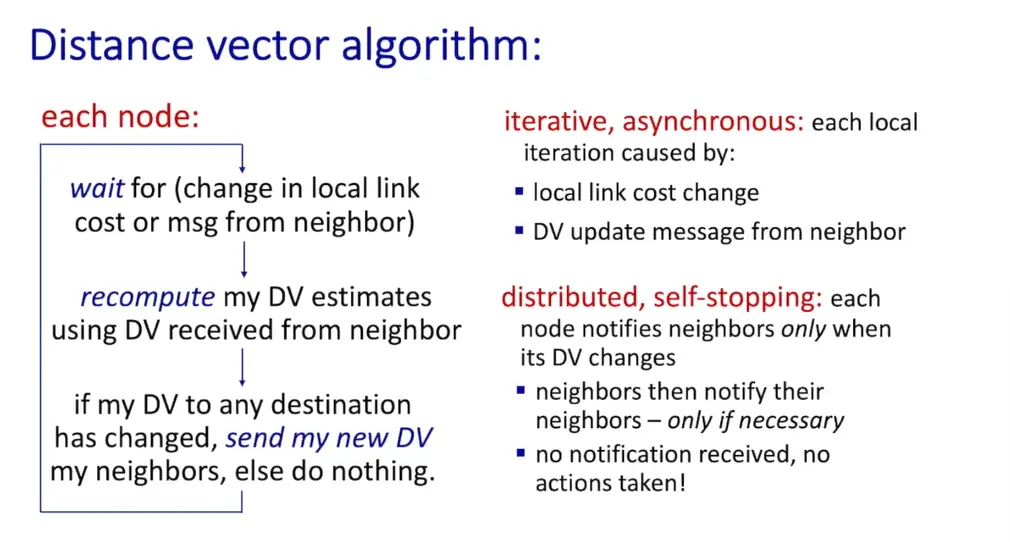 Distance vector algorithm:
each node:
wait for (change in local link
cost or msg from neighbor)
recompute my DV estimates
using DV received from neighbor
if my DV to any destination
has changed, send my new DV
my neighbors, else do nothing.
iterative, asynchronous: each local
iteration caused by:
▪ local link cost change
▪ DV update message from neighbor
distributed, self-stopping: each
node notifies neighbors only when
its DV changes
▪ neighbors then notify their
neighbors – only if necessary
▪ no notification received, no
actions taken!